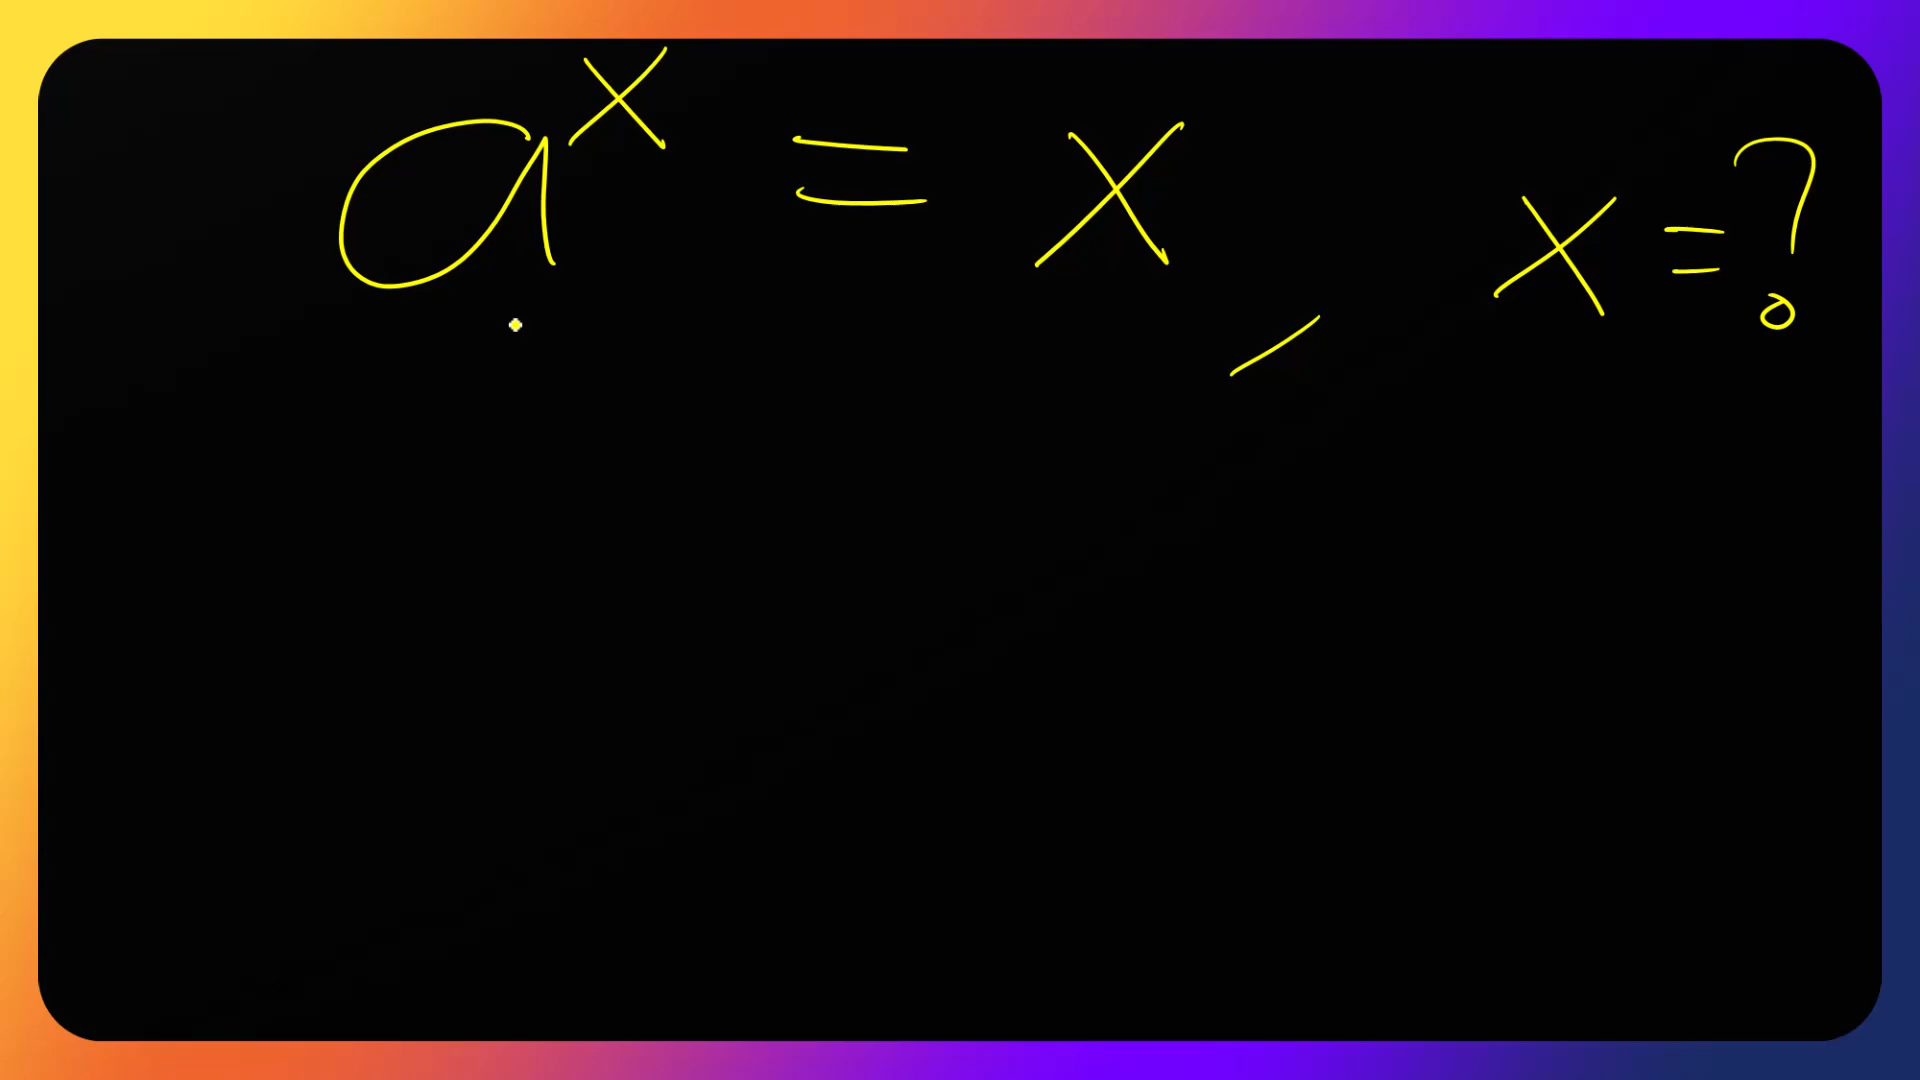 a^x = x, x = ?